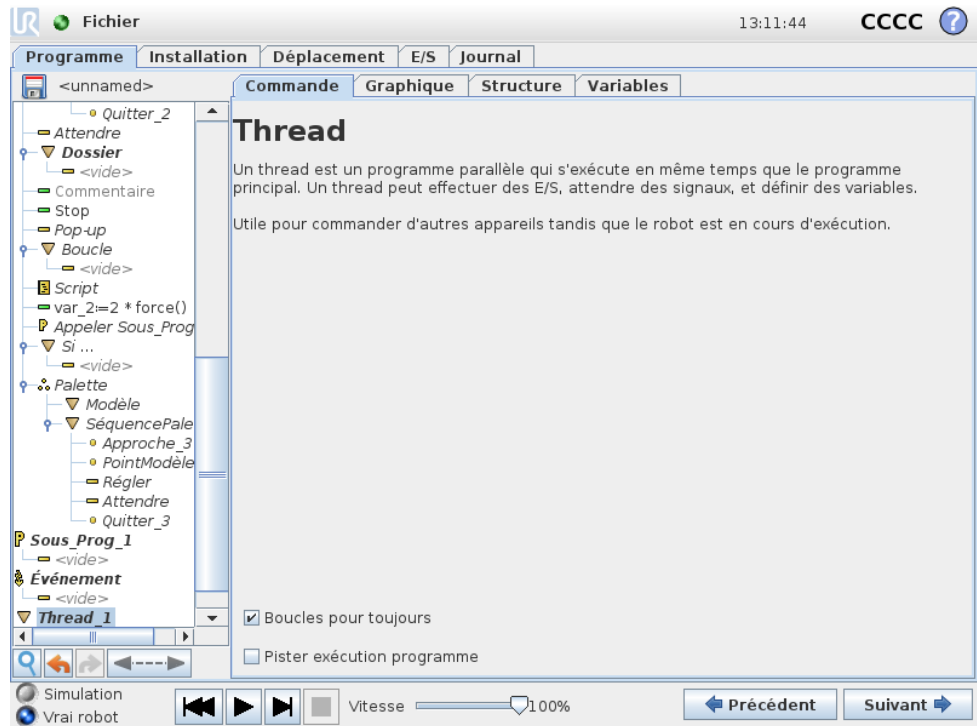 UR Fichier 13:11:44 CCCC ?
Programme Installation Déplacement E/S Journal
<unnamed>
Commande Graphique Structure Variables
Quitter_2
Attendre
Dossier
<vide>
Commentaire
Stop
Pop-up
Boucle
<vide>
Script
var_2:=2 * force()
Appeler Sous_Prog
Si ...
<vide>
Palette
Modèle
SéquencePale
Approche_3
PointModèle
Régler
Attendre
Quitter_3
Sous_Prog_1
<vide>
Événement
<vide>
Thread_1
Thread
Un thread est un programme parallèle qui s'exécute en même temps que le programme
principal. Un thread peut effectuer des E/S, attendre des signaux, et définir des variables.
Utile pour commander d'autres appareils tandis que le robot est en cours d'exécution.
Boucles pour toujours
Pister exécution programme
Simulation
Vrai robot
Vitesse 100%
Précédent Suivant